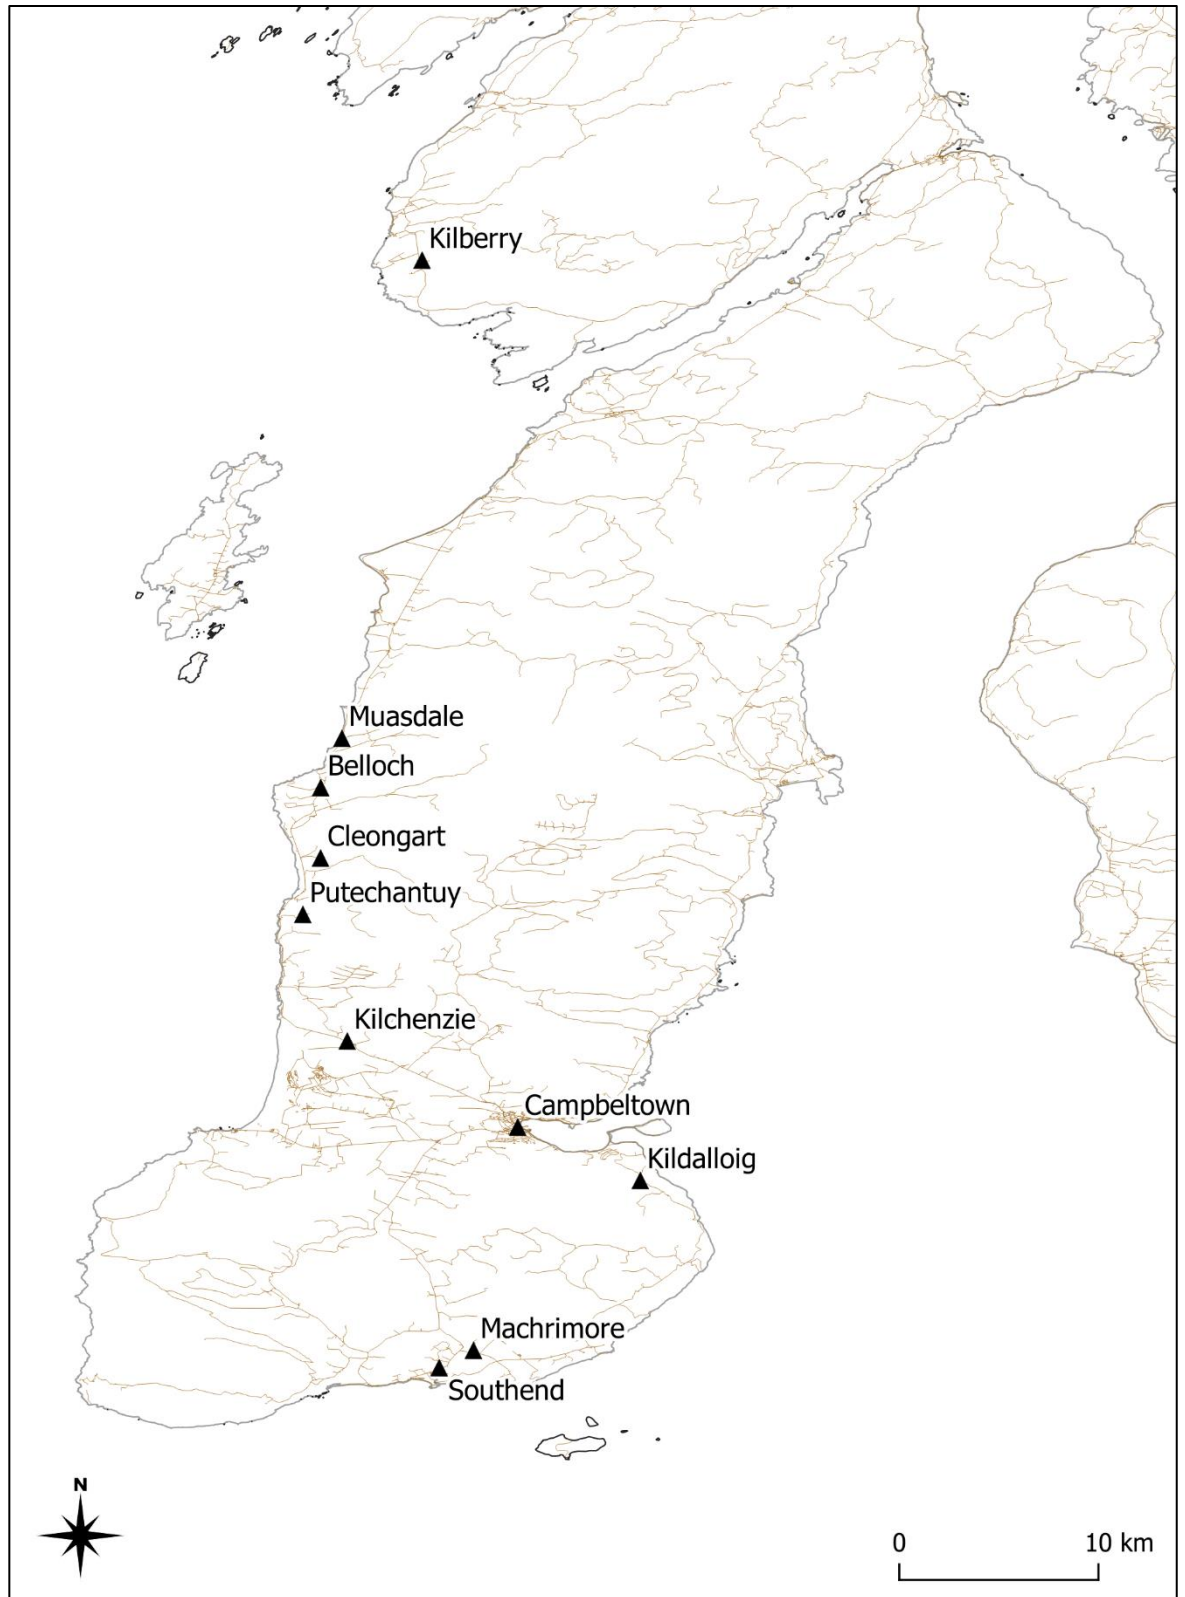 Kilberry
Muasdale
Belloch
Cleongart
Putechantuy
Kilchenzie
Campbeltown
Kildalloig
Machrimore
Southend
N
0 10 km